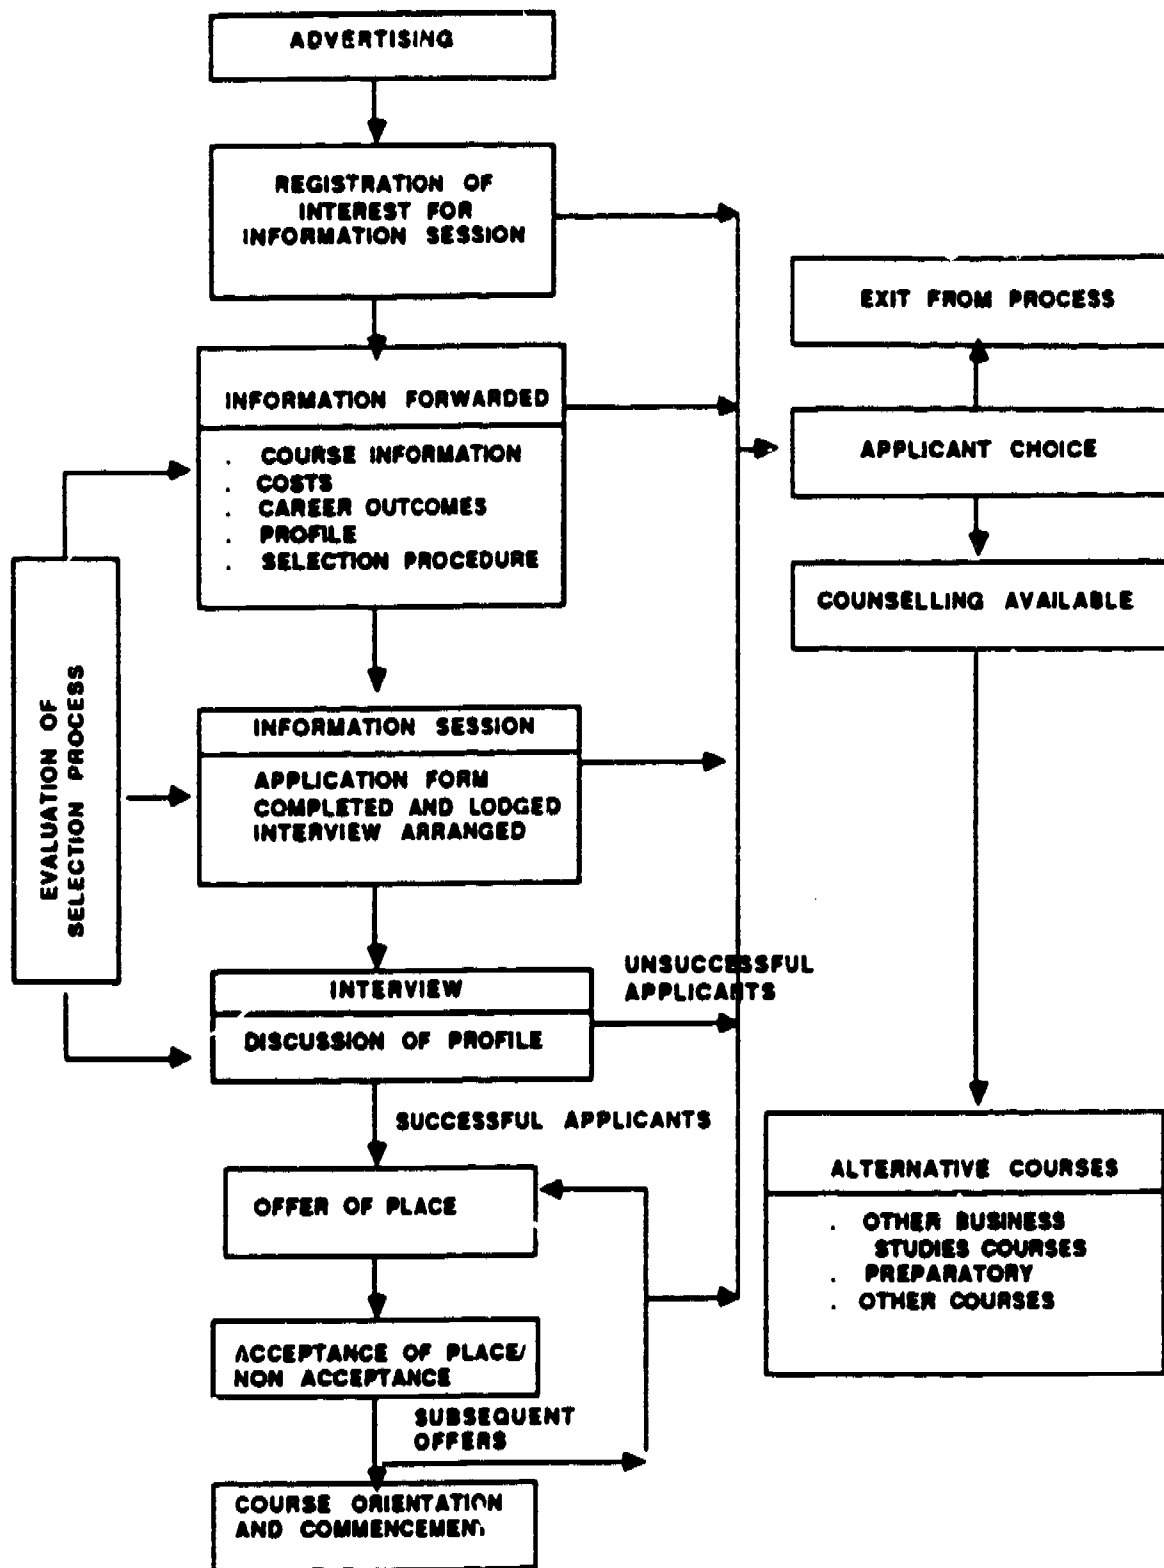 ADVERTISING
REGISTRATION OF
INTEREST FOR
INFORMATION SESSION
INFORMATION FORWARDED
. COURSE INFORMATION
. COSTS
. CAREER OUTCOMES
. PROFILE
. SELECTION PROCEDURE
EVALUATION OF
SELECTION PROCESS
INFORMATION SESSION
APPLICATION FORM
COMPLETED AND LODGED
INTERVIEW ARRANGED
INTERVIEW
DISCUSSION OF PROFILE
UNSUCCESSFUL
APPLICANTS
SUCCESSFUL APPLICANTS
OFFER OF PLACE
ACCEPTANCE OF PLACE/
NON ACCEPTANCE
SUBSEQUENT
OFFERS
COURSE ORIENTATION
AND COMMENCEMENT
EXIT FROM PROCESS
APPLICANT CHOICE
COUNSELLING AVAILABLE
ALTERNATIVE COURSES
. OTHER BUSINESS
STUDIES COURSES
. PREPARATORY
. OTHER COURSES